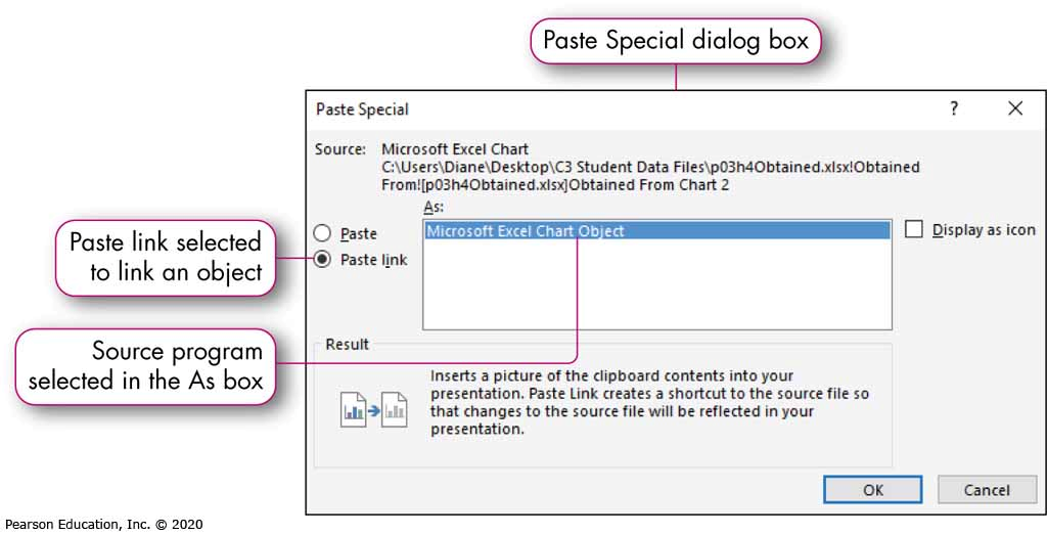 Paste Special dialog box
Paste Special
?
Source: Microsoft Excel Chart
C:\Users\Diane\Desktop\C3 Student Data Files\p03h4Obtained.xlsx!Obtained
From![p03h4Obtained.xlsx]Obtained From Chart 2
As:
Paste
Microsoft Excel Chart Object
Display as icon
Paste link
Paste link selected
to link an object
Source program
selected in the As box
Result
Inserts a picture of the clipboard contents into your
presentation. Paste Link creates a shortcut to the source file so
that changes to the source file will be reflected in your
presentation.
OK
Cancel
Pearson Education, Inc. © 2020